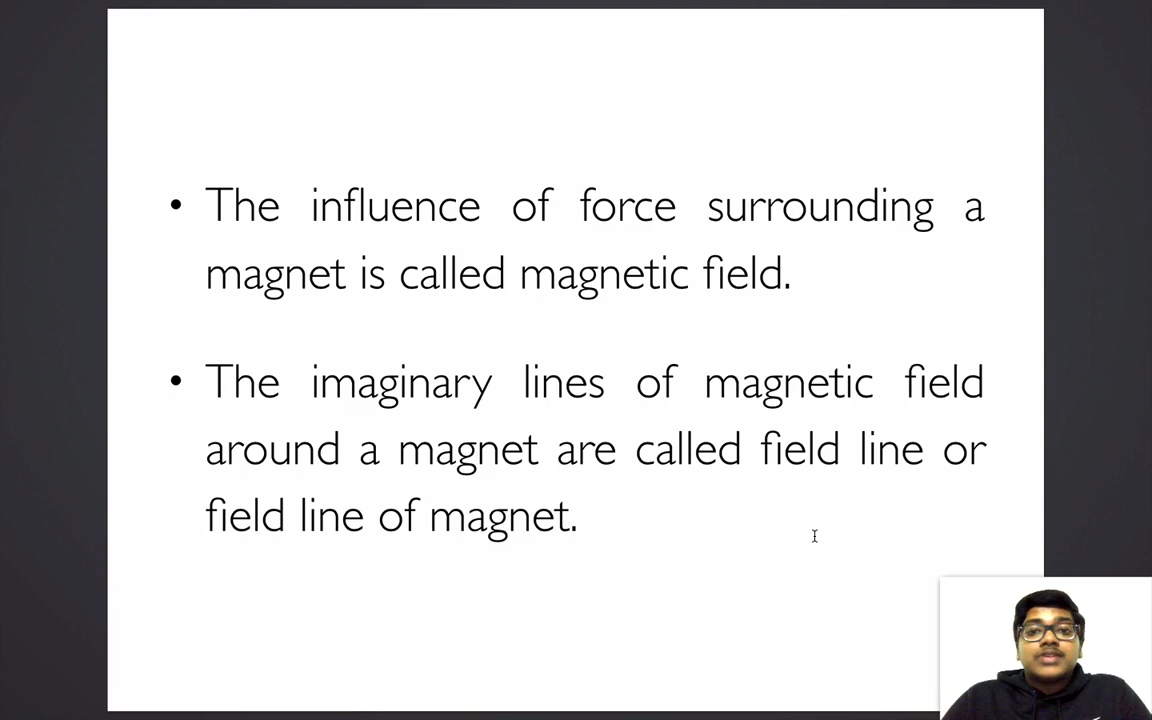 • The influence of force surrounding a
magnet is called magnetic field.
• The imaginary lines of magnetic field
around a magnet are called field line or
field line of magnet.